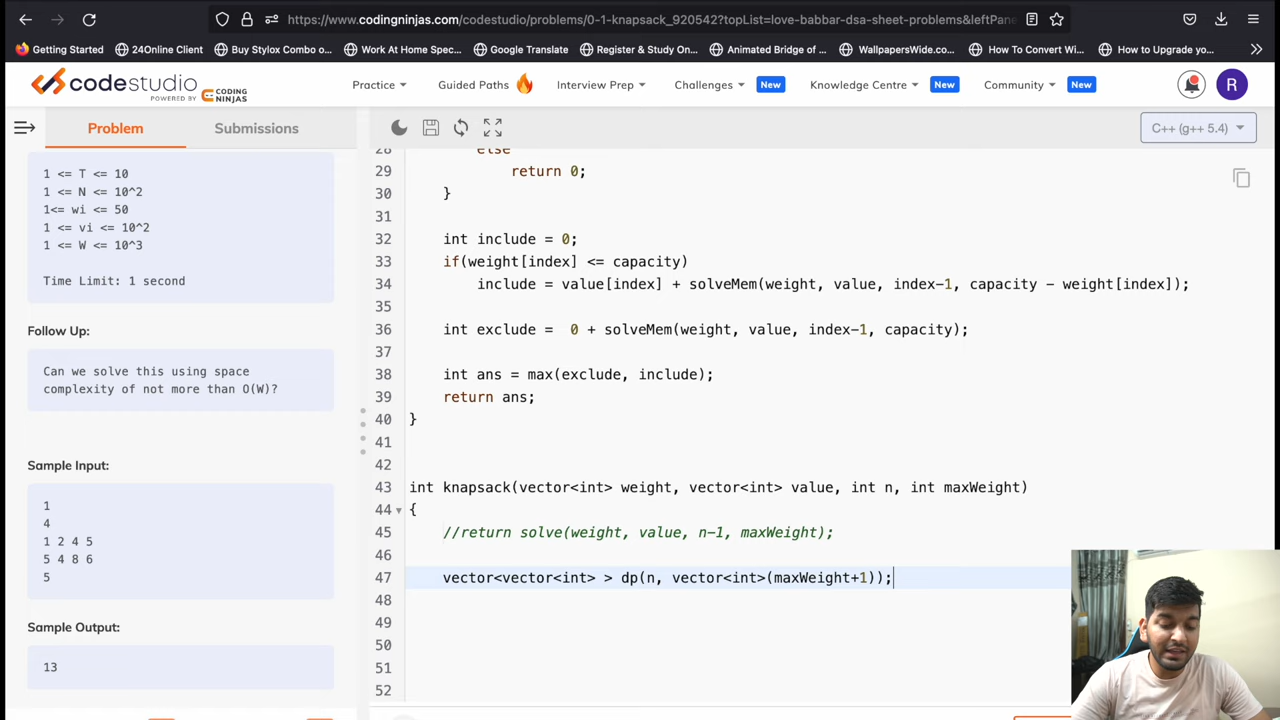 https://www.codingninjas.com/codestudio/problems/0-1-knapsack_920542?topList=love-babbar-dsa-sheet-problems&leftPane
Getting Started 24Online Client Buy Stylox Combo o... Work At Home Spec... Google Translate Register & Study On... Animated Bridge of ... WallpapersWide.co... How To Convert Wi... How to Upgrade yo...
codestudio
POWERED BY CODING NINJAS
Practice Guided Paths Interview Prep Challenges New Knowledge Centre New Community New R
Problem Submissions C++ (g++ 5.4)
1 <= T <= 10
1 <= N <= 10^2
1<= wi <= 50
1 <= vi <= 10^2
1 <= W <= 10^3
Time Limit: 1 second
Follow Up:
Can we solve this using space
complexity of not more than O(W)?
Sample Input:
1
4
1 2 4 5
5 4 8 6
5
Sample Output:
13
28 else
29 return 0;
30 }
31
32 int include = 0;
33 if(weight[index] <= capacity)
34 include = value[index] + solveMem(weight, value, index-1, capacity - weight[index]);
35
36 int exclude =  0 + solveMem(weight, value, index-1, capacity);
37
38 int ans = max(exclude, include);
39 return ans;
40 }
41
42
43 int knapsack(vector<int> weight, vector<int> value, int n, int maxWeight)
44 {
45 //return solve(weight, value, n-1, maxWeight);
46
47 vector<vector<int> > dp(n, vector<int>(maxWeight+1));
48
49
50
51
52